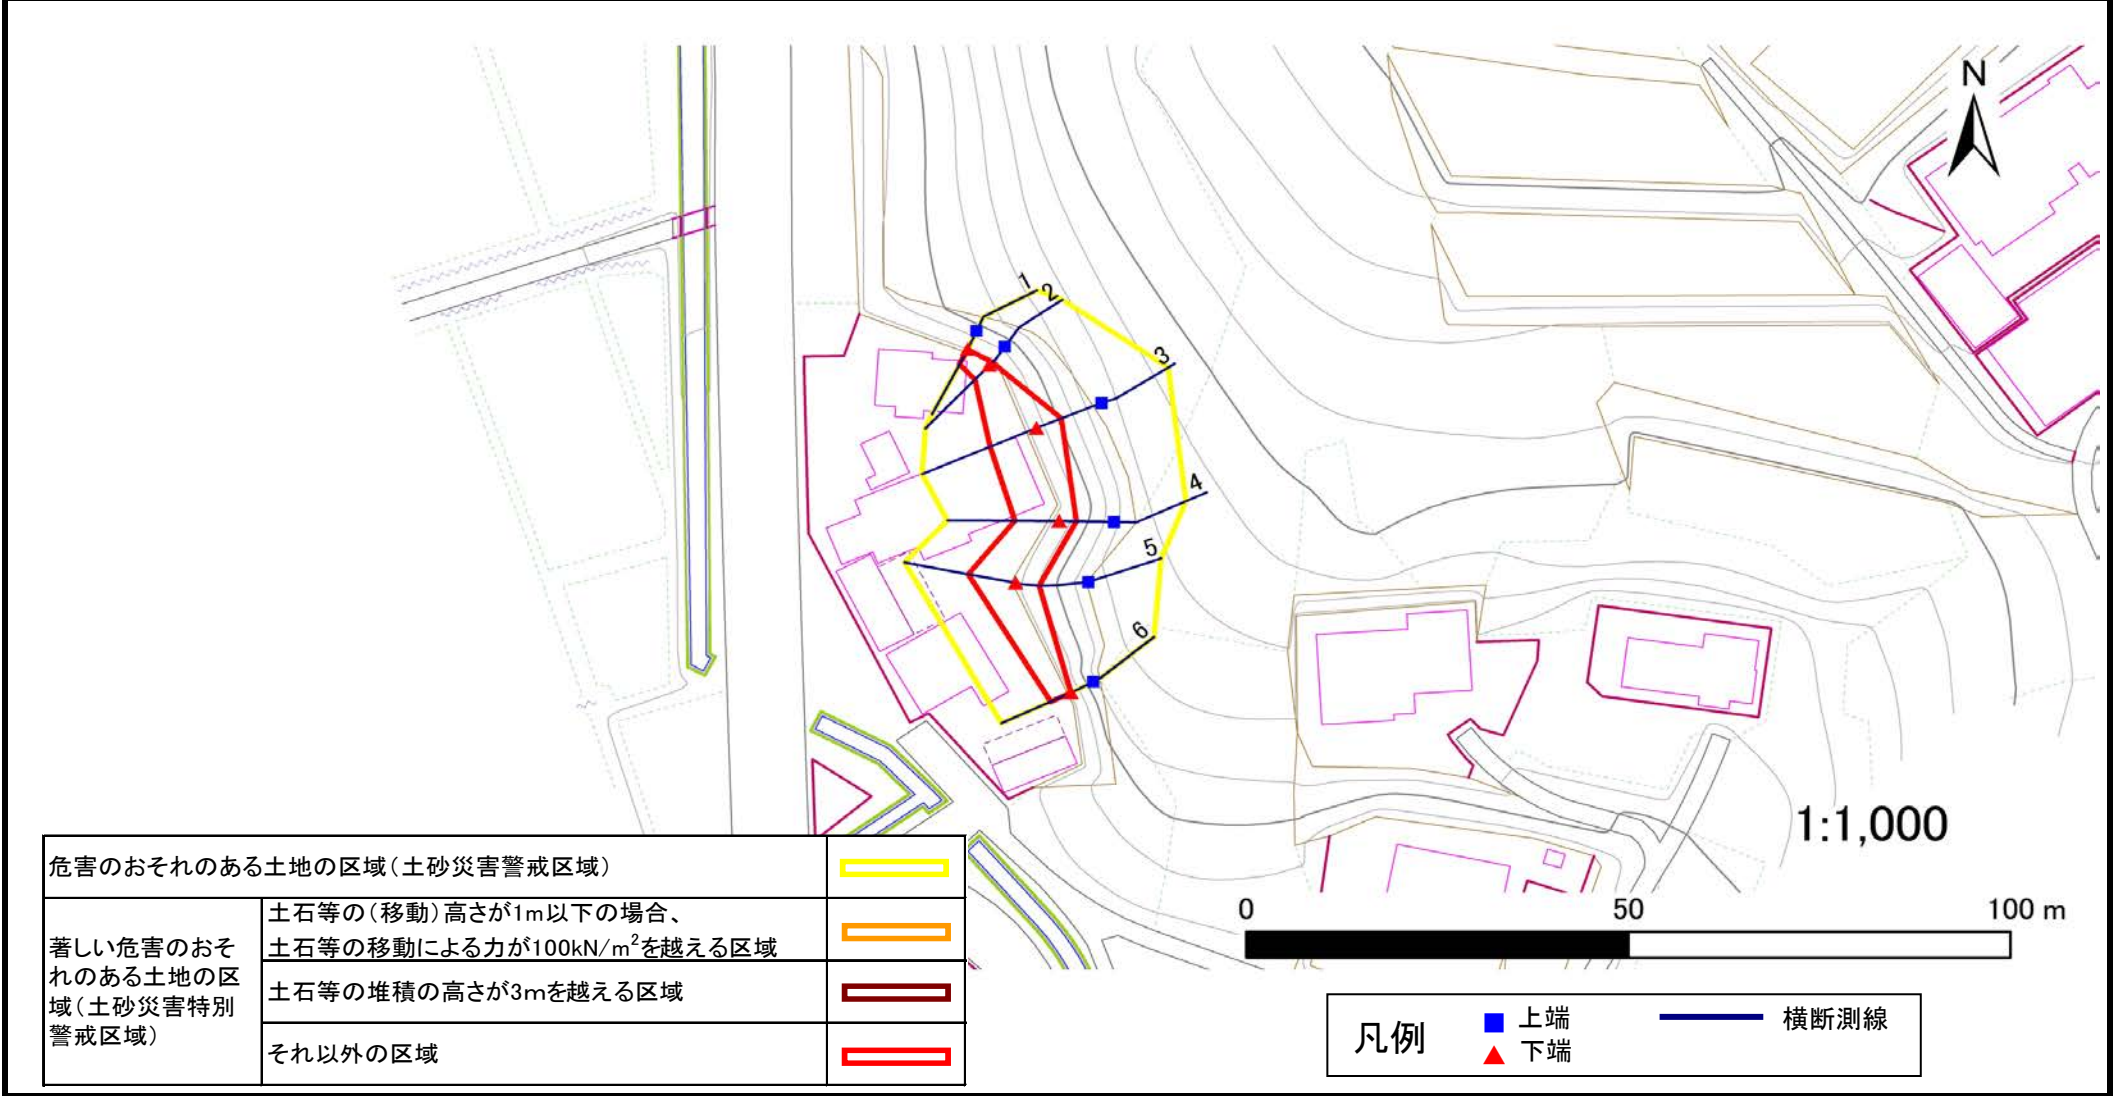 N
1
2
3
4
5
6
1:1,000
0 50 100 m
危害のおそれのある土地の区域(土砂災害警戒区域)
著しい危害のおそ
れのある土地の区
域(土砂災害特別
警戒区域)
土石等の(移動)高さが1m以下の場合、
土石等の移動による力が100kN/m²を越える区域
土石等の堆積の高さが3mを越える区域
それ以外の区域
凡例
上端
下端
横断測線